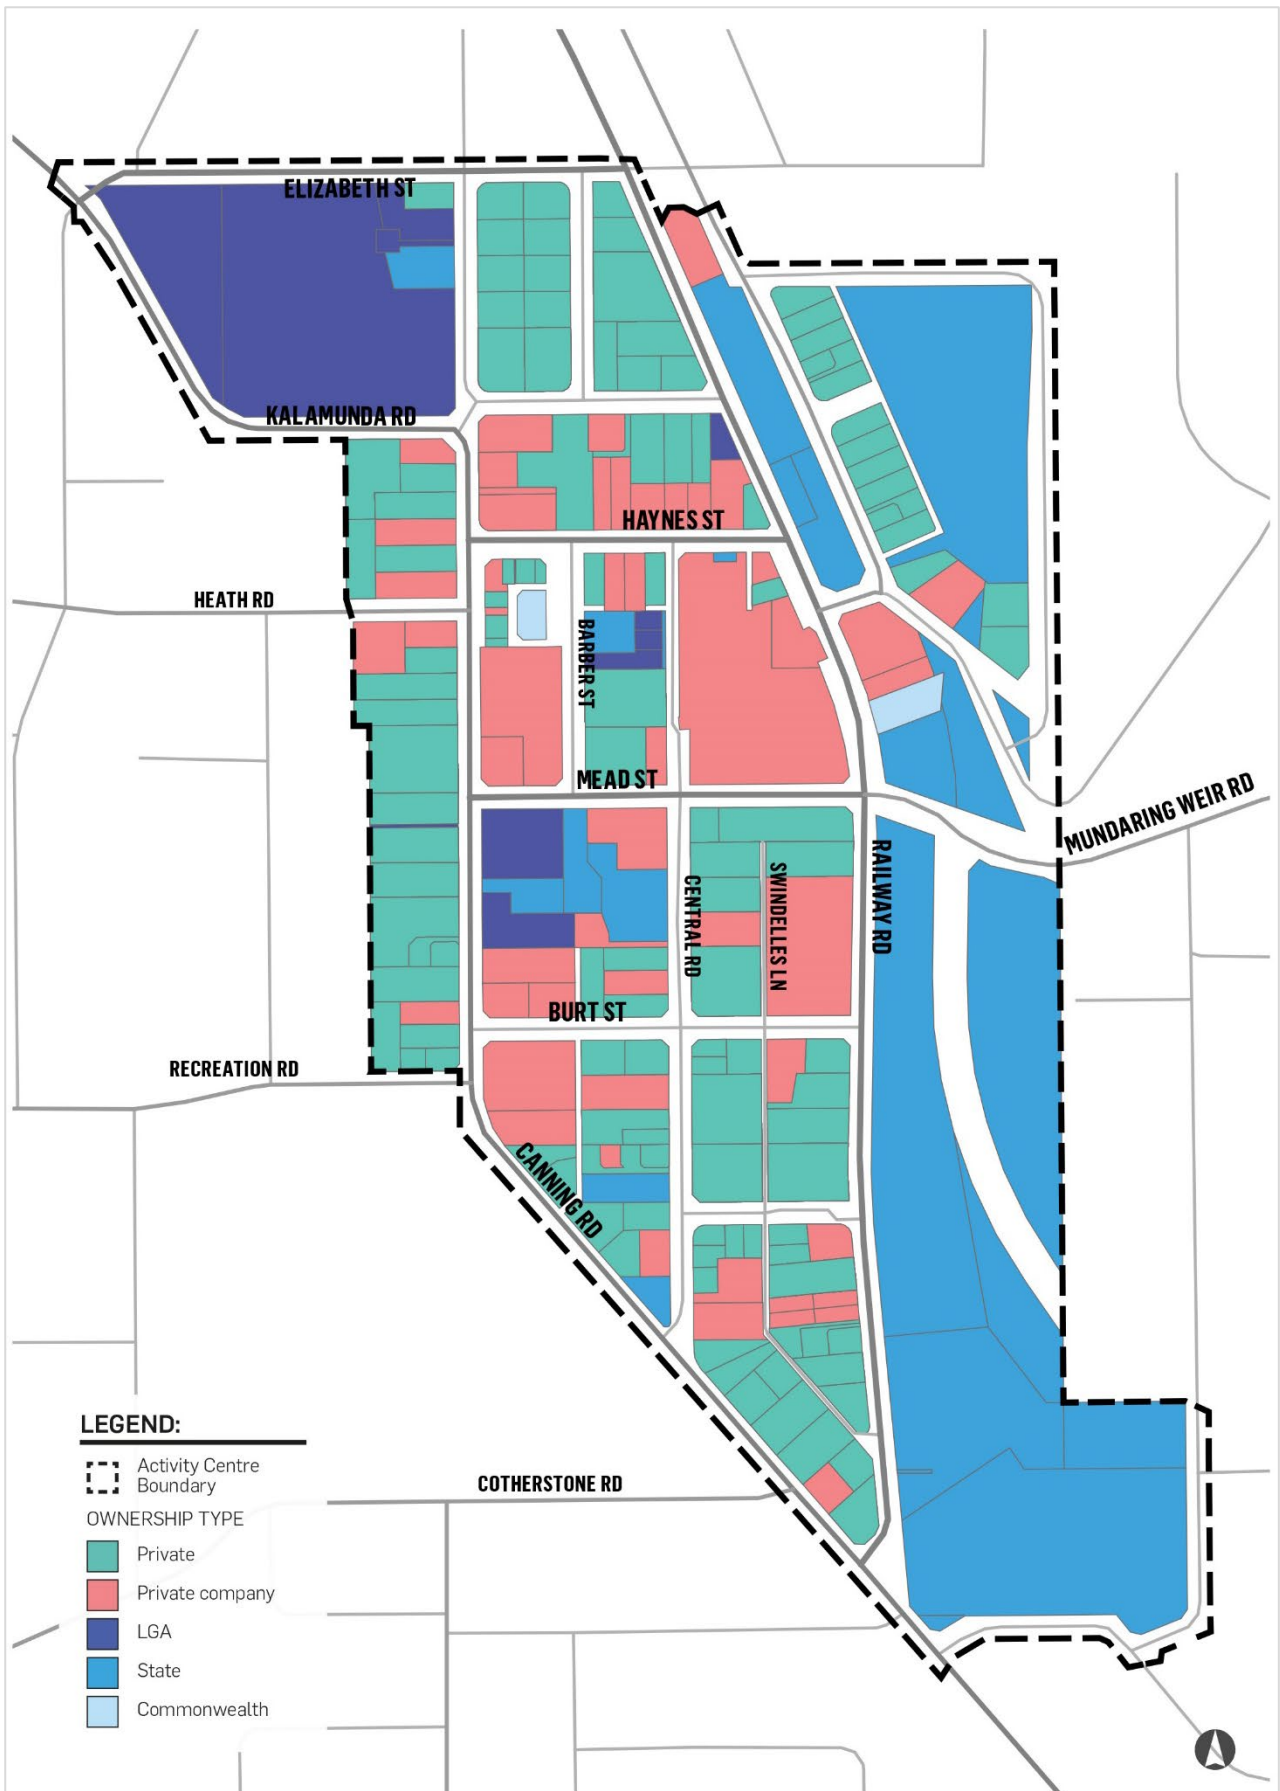 ELIZABETH ST
KALAMUNDA RD
HAYNES ST
HEATH RD
BARBER ST
MEAD ST
MUNDARING WEIR RD
RAILWAY RD
SWINDELLES LN
CENTRAL RD
BURT ST
RECREATION RD
CANNING RD
COTHERSTONE RD
LEGEND:
Activity Centre
Boundary
OWNERSHIP TYPE
Private
Private company
LGA
State
Commonwealth